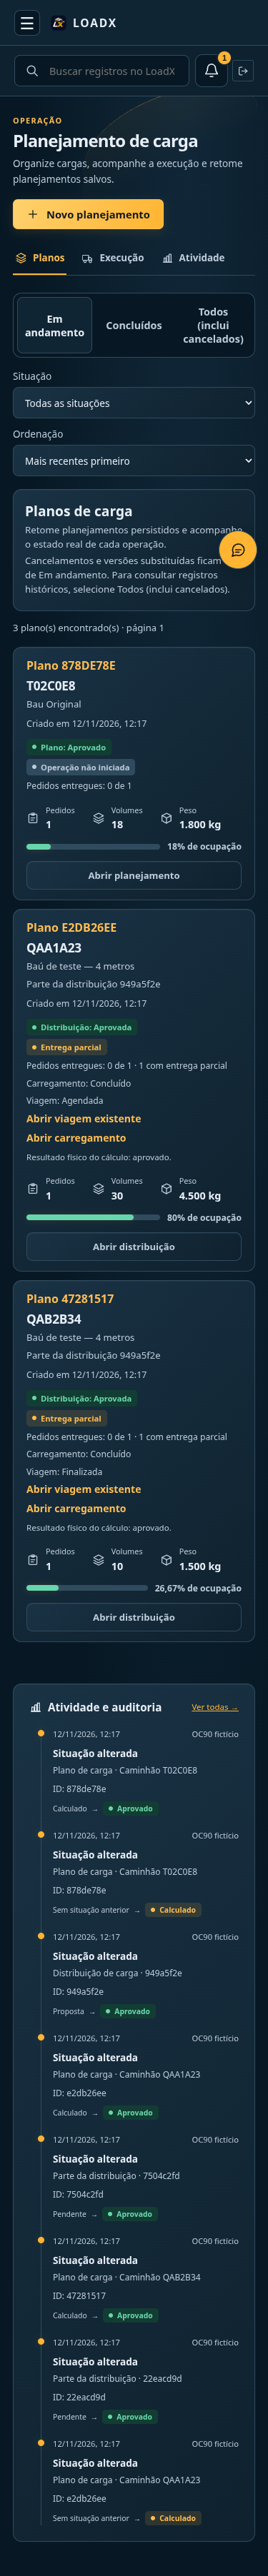 LOADX
Buscar registros no LoadX
1
OPERAÇÃO
Planejamento de carga
Organize cargas, acompanhe a execução e retome
planejamentos salvos.
Novo planejamento
Planos
Execução
Atividade
Em
andamento
Concluídos
Todos
(inclui
cancelados)
Situação
Todas as situações
Ordenação
Mais recentes primeiro
Planos de carga
Retome planejamentos persistidos e acompanhe
o estado real de cada operação.
Cancelamentos e versões substituídas ficam
de Em andamento. Para consultar registros
históricos, selecione Todos (inclui cancelados).
3 plano(s) encontrado(s) · página 1
Plano 878DE78E
T02C0E8
Bau Original
Criado em 12/11/2026, 12:17
Plano: Aprovado
Operação não iniciada
Pedidos entregues: 0 de 1
Pedidos
1
Volumes
18
Peso
1.800 kg
18% de ocupação
Abrir planejamento
Plano E2DB26EE
QAA1A23
Baú de teste — 4 metros
Parte da distribuição 949a5f2e
Criado em 12/11/2026, 12:17
Distribuição: Aprovada
Entrega parcial
Pedidos entregues: 0 de 1 · 1 com entrega parcial
Carregamento: Concluído
Viagem: Agendada
Abrir viagem existente
Abrir carregamento
Resultado físico do cálculo: aprovado.
Pedidos
1
Volumes
30
Peso
4.500 kg
80% de ocupação
Abrir distribuição
Plano 47281517
QAB2B34
Baú de teste — 4 metros
Parte da distribuição 949a5f2e
Criado em 12/11/2026, 12:17
Distribuição: Aprovada
Entrega parcial
Pedidos entregues: 0 de 1 · 1 com entrega parcial
Carregamento: Concluído
Viagem: Finalizada
Abrir viagem existente
Abrir carregamento
Resultado físico do cálculo: aprovado.
Pedidos
1
Volumes
10
Peso
1.500 kg
26,67% de ocupação
Abrir distribuição
Atividade e auditoria
Ver todas →
12/11/2026, 12:17 OC90 fictício
Situação alterada
Plano de carga · Caminhão T02C0E8
ID: 878de78e
Calculado → Aprovado
12/11/2026, 12:17 OC90 fictício
Situação alterada
Plano de carga · Caminhão T02C0E8
ID: 878de78e
Sem situação anterior → Calculado
12/11/2026, 12:17 OC90 fictício
Situação alterada
Distribuição de carga · 949a5f2e
ID: 949a5f2e
Proposta → Aprovado
12/11/2026, 12:17 OC90 fictício
Situação alterada
Plano de carga · Caminhão QAA1A23
ID: e2db26ee
Calculado → Aprovado
12/11/2026, 12:17 OC90 fictício
Situação alterada
Parte da distribuição · 7504c2fd
ID: 7504c2fd
Pendente → Aprovado
12/11/2026, 12:17 OC90 fictício
Situação alterada
Plano de carga · Caminhão QAB2B34
ID: 47281517
Calculado → Aprovado
12/11/2026, 12:17 OC90 fictício
Situação alterada
Parte da distribuição · 22eacd9d
ID: 22eacd9d
Pendente → Aprovado
12/11/2026, 12:17 OC90 fictício
Situação alterada
Plano de carga · Caminhão QAA1A23
ID: e2db26ee
Sem situação anterior → Calculado